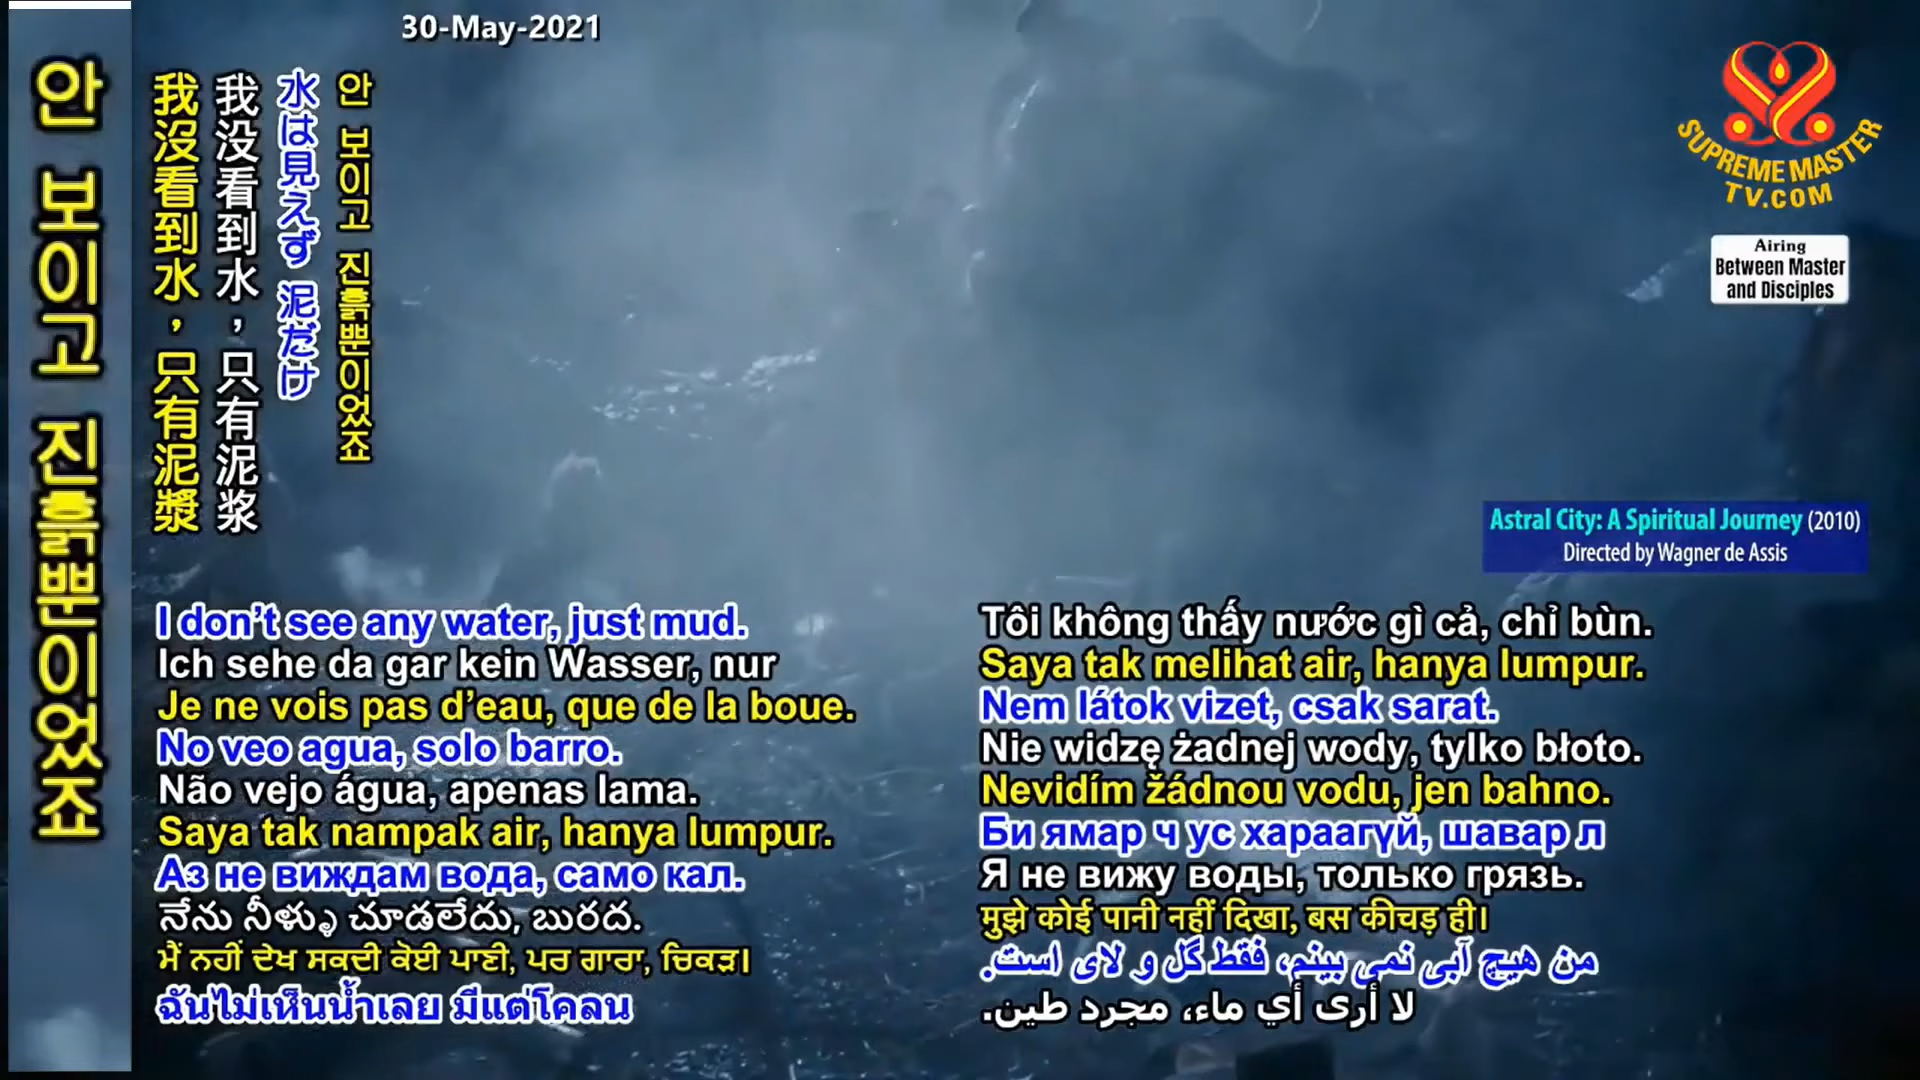 30-May-2021
안 보이고 진흙뿐이었죠
我沒看到水，只有泥漿
我没看到水，只有泥浆
水は見えず 泥だけ
안 보이고 진흙뿐이었죠
SUPREME MASTER
TV.COM
Airing
Between Master
and Disciples
Astral City: A Spiritual Journey (2010)
Directed by Wagner de Assis
I don’t see any water, just mud.
Ich sehe da gar kein Wasser, nur
Je ne vois pas d’eau, que de la boue.
No veo agua, solo barro.
Não vejo água, apenas lama.
Saya tak nampak air, hanya lumpur.
Аз не виждам вода, само кал.
నేను నీళ్ళు చూడలేదు, బురద.
ਮੈਂ ਨਹੀਂ ਦੇਖ ਸਕਦੀ ਕੋਈ ਪਾਣੀ, ਪਰ ਗਾਰਾ, ਚਿਕੜ।
ฉันไม่เห็นน้ำเลย มีแต่โคลน
Tôi không thấy nước gì cả, chỉ bùn.
Saya tak melihat air, hanya lumpur.
Nem látok vizet, csak sarat.
Nie widzę żadnej wody, tylko błoto.
Nevidím žádnou vodu, jen bahno.
Би ямар ч ус хараагүй, шавар л
Я не вижу воды, только грязь.
मुझे कोई पानी नहीं दिखा, बस कीचड़ ही।
من هیچ آبی نمی بینم، فقط گل و لای است.
لا أرى أي ماء، مجرد طين.